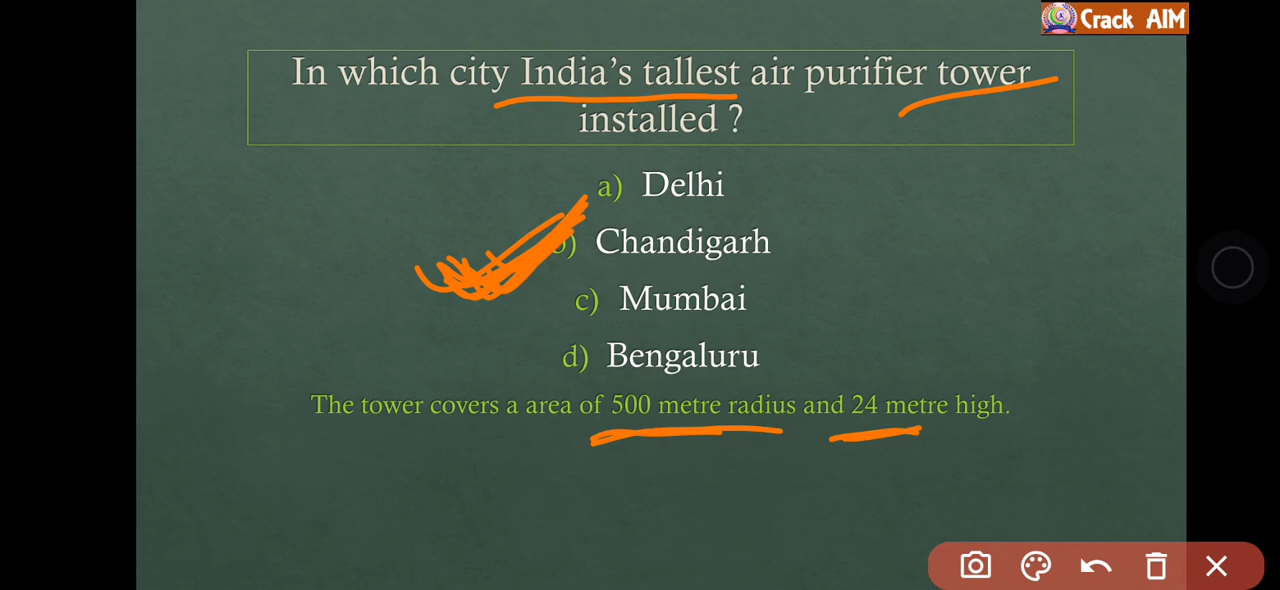 Crack AIM
In which city India's tallest air purifier tower
installed ?
a) Delhi
b) Chandigarh
c) Mumbai
d) Bengaluru
The tower covers a area of 500 metre radius and 24 metre high.